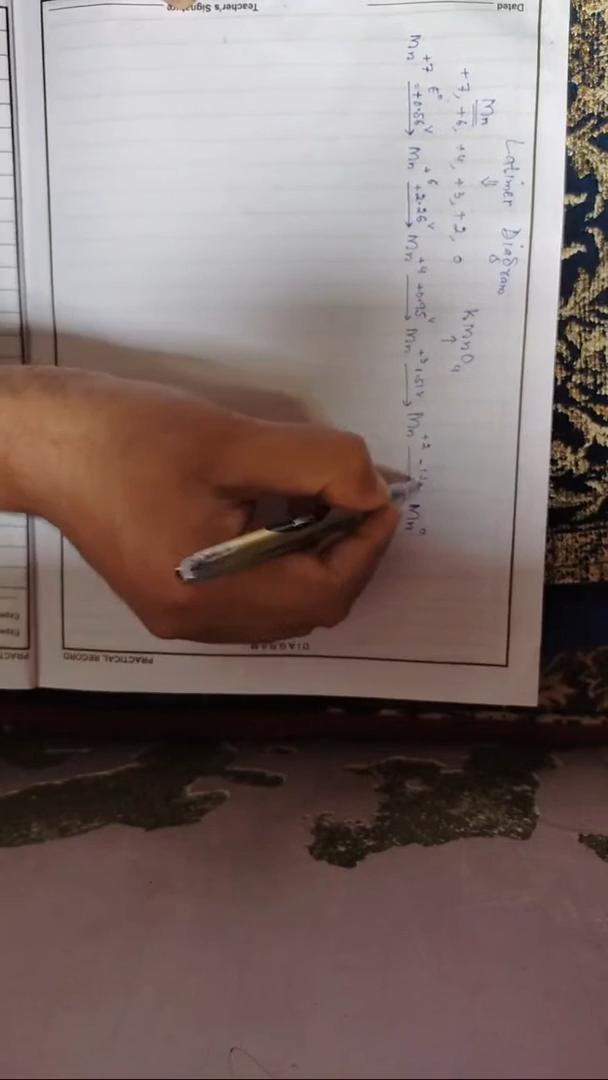 Dated
Teacher's Signature
Latimer Diagram
Mn
⇓
KMnO4
↑
+7, +6, +4, +3, +2, 0
Mn+7 E° =+0.56V → Mn+6 +2.26V → Mn+4 +0.95V → Mn+3 1.51V → Mn+2 → Mn0
DIAGRAM
PRACTICAL RECORD